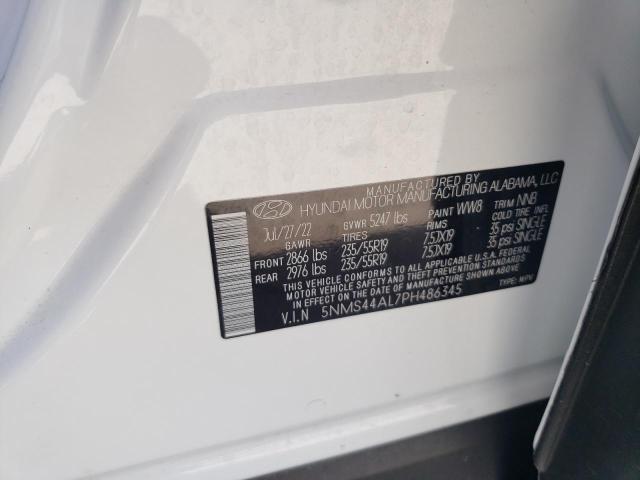 MANUFACTURED BY
HYUNDAI MOTOR MANUFACTURING ALABAMA, LLC
Jul/27/22 GVWR 5247 lbs PAINT WW8 TRIM NNB
GAWR TIRES RIMS COLD TIRE INFL
FRONT 2866 lbs 235/55R19 7.5JX19 35 psi SINGLE
REAR 2976 lbs 235/55R19 7.5JX19 35 psi SINGLE
THIS VEHICLE CONFORMS TO ALL APPLICABLE U.S.A. FEDERAL
MOTOR VEHICLE SAFETY AND THEFT PREVENTION STANDARDS
IN EFFECT ON THE DATE OF MANUFACTURE SHOWN ABOVE.
V.I.N 5NMS44AL7PH486345 TYPE: MPV